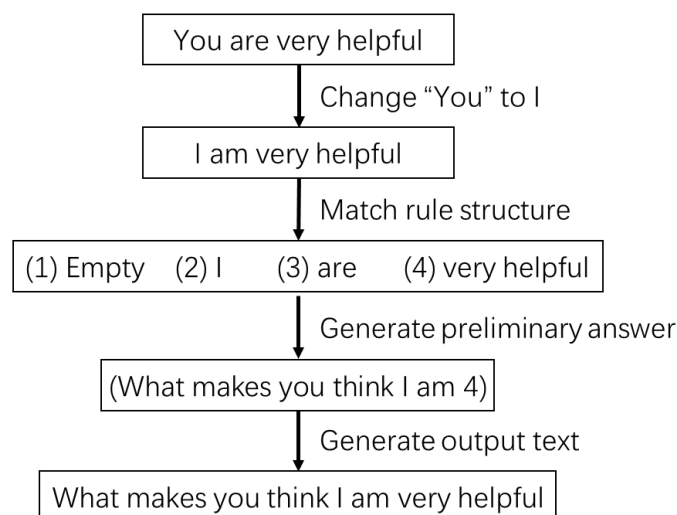 You are very helpful
Change “You” to I
I am very helpful
Match rule structure
(1) Empty (2) I (3) are (4) very helpful
Generate preliminary answer
(What makes you think I am 4)
Generate output text
What makes you think I am very helpful